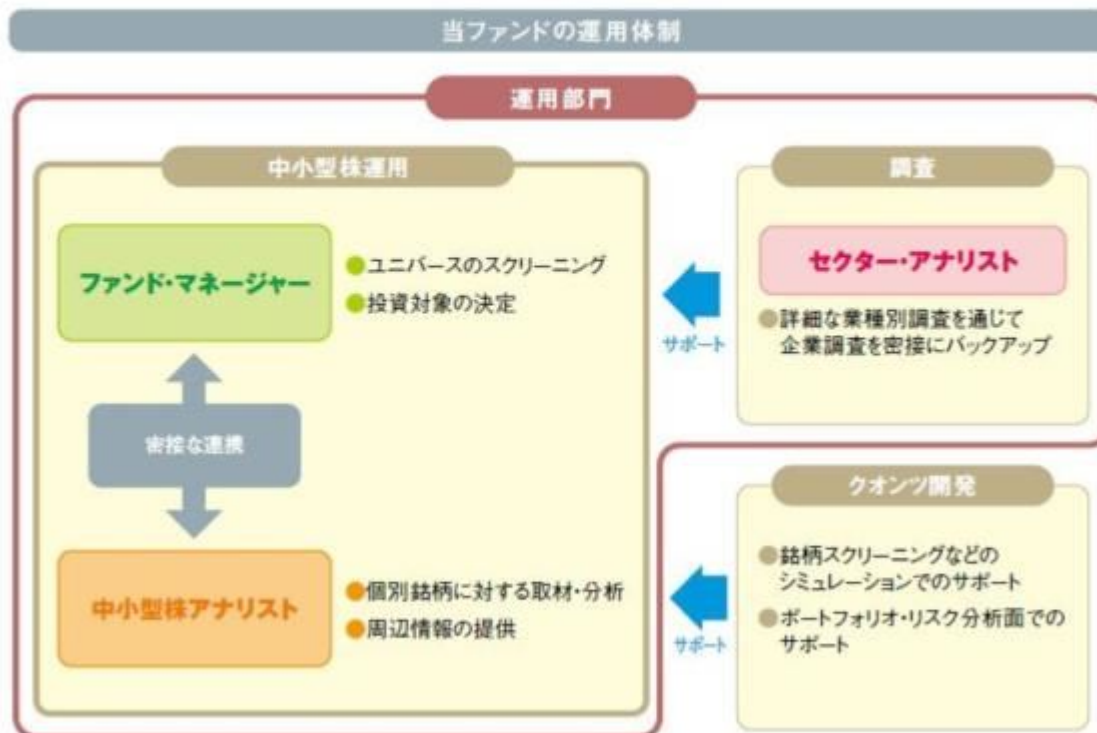 当ファンドの運用体制
運用部門
中小型株運用
ファンド・マネージャー
●ユニバースのスクリーニング
●投資対象の決定
密接な連携
中小型株アナリスト
●個別銘柄に対する取材・分析
●周辺情報の提供
サポート
調査
セクター・アナリスト
●詳細な業種別調査を通じて
企業調査を密接にバックアップ
サポート
クオンツ開発
●銘柄スクリーニングなどの
シミュレーションでのサポート
●ポートフォリオ・リスク分析面での
サポート